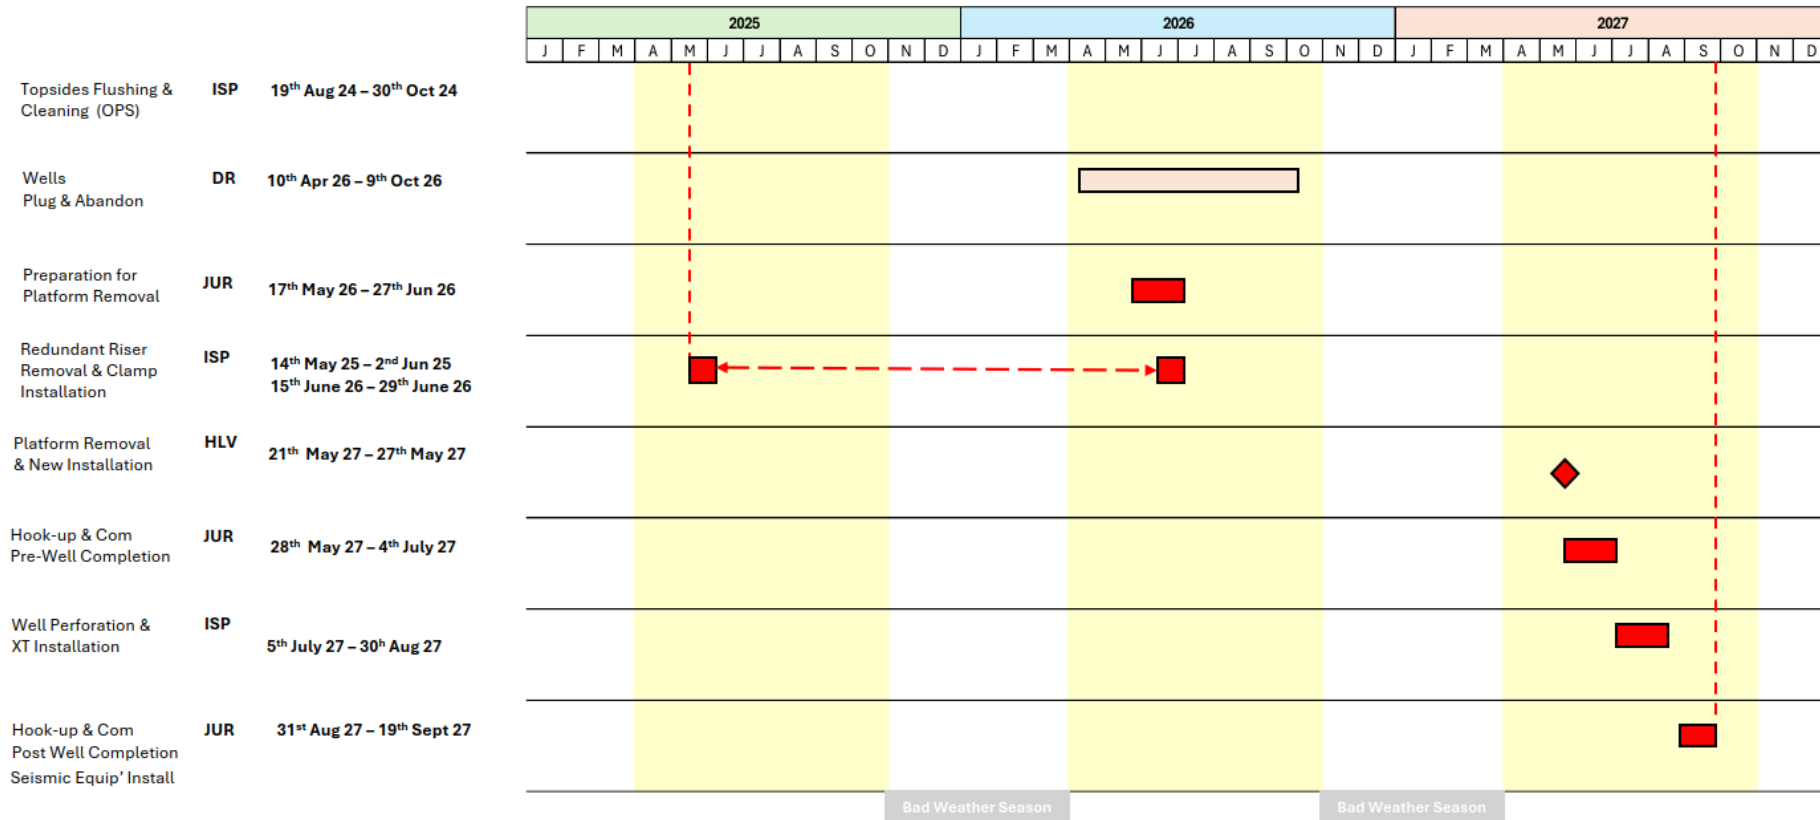 2025 2026 2027
J F M A M J J A S O N D J F M A M J J A S O N D J F M A M J J A S O N D
Topsides Flushing & ISP 19th Aug 24 – 30th Oct 24
Cleaning (OPS)
Wells DR 10th Apr 26 – 9th Oct 26
Plug & Abandon
Preparation for JUR 17th May 26 – 27th Jun 26
Platform Removal
Redundant Riser ISP 14th May 25 – 2nd Jun 25
Removal & Clamp 15th June 26 – 29th June 26
Installation
Platform Removal HLV 21th May 27 – 27th May 27
& New Installation
Hook-up & Com JUR 28th May 27 – 4th July 27
Pre-Well Completion
Well Perforation & ISP
XT Installation 5th July 27 – 30h Aug 27
Hook-up & Com JUR 31st Aug 27 – 19th Sept 27
Post Well Completion
Seismic Equip' Install
Bad Weather Season Bad Weather Season